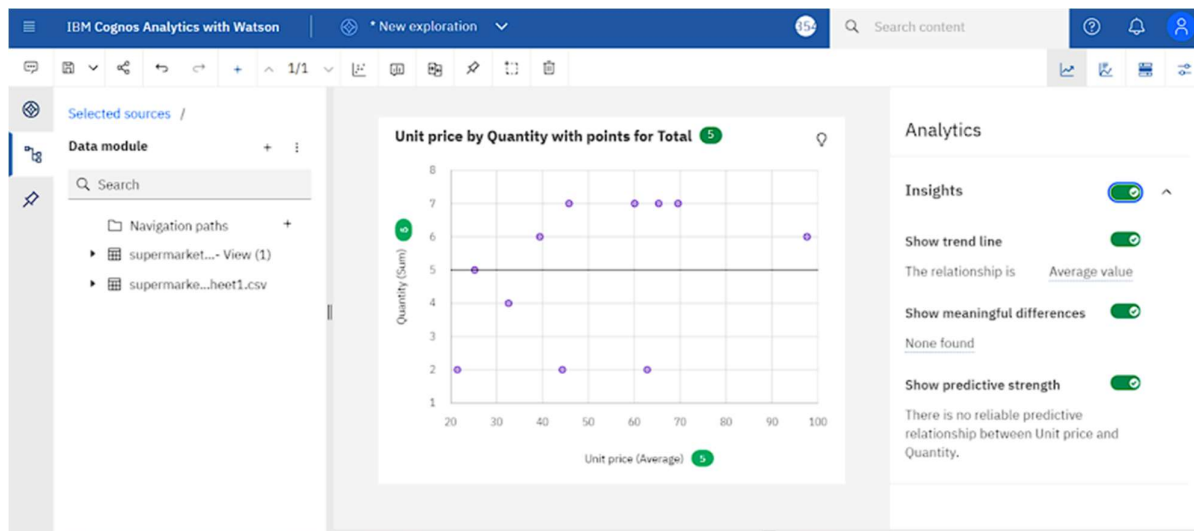 IBM Cognos Analytics with Watson
* New exploration
354
Search content
1/1
Selected sources /
Data module
Search
Navigation paths
supermarket...- View (1)
supermarke...heet1.csv
Unit price by Quantity with points for Total 5
8
7
6
5
4
3
2
1
Quantity (Sum)
20 30 40 50 60 70 80 90 100
Unit price (Average) 5
Analytics
Insights
Show trend line
The relationship is Average value
Show meaningful differences
None found
Show predictive strength
There is no reliable predictive
relationship between Unit price and
Quantity.